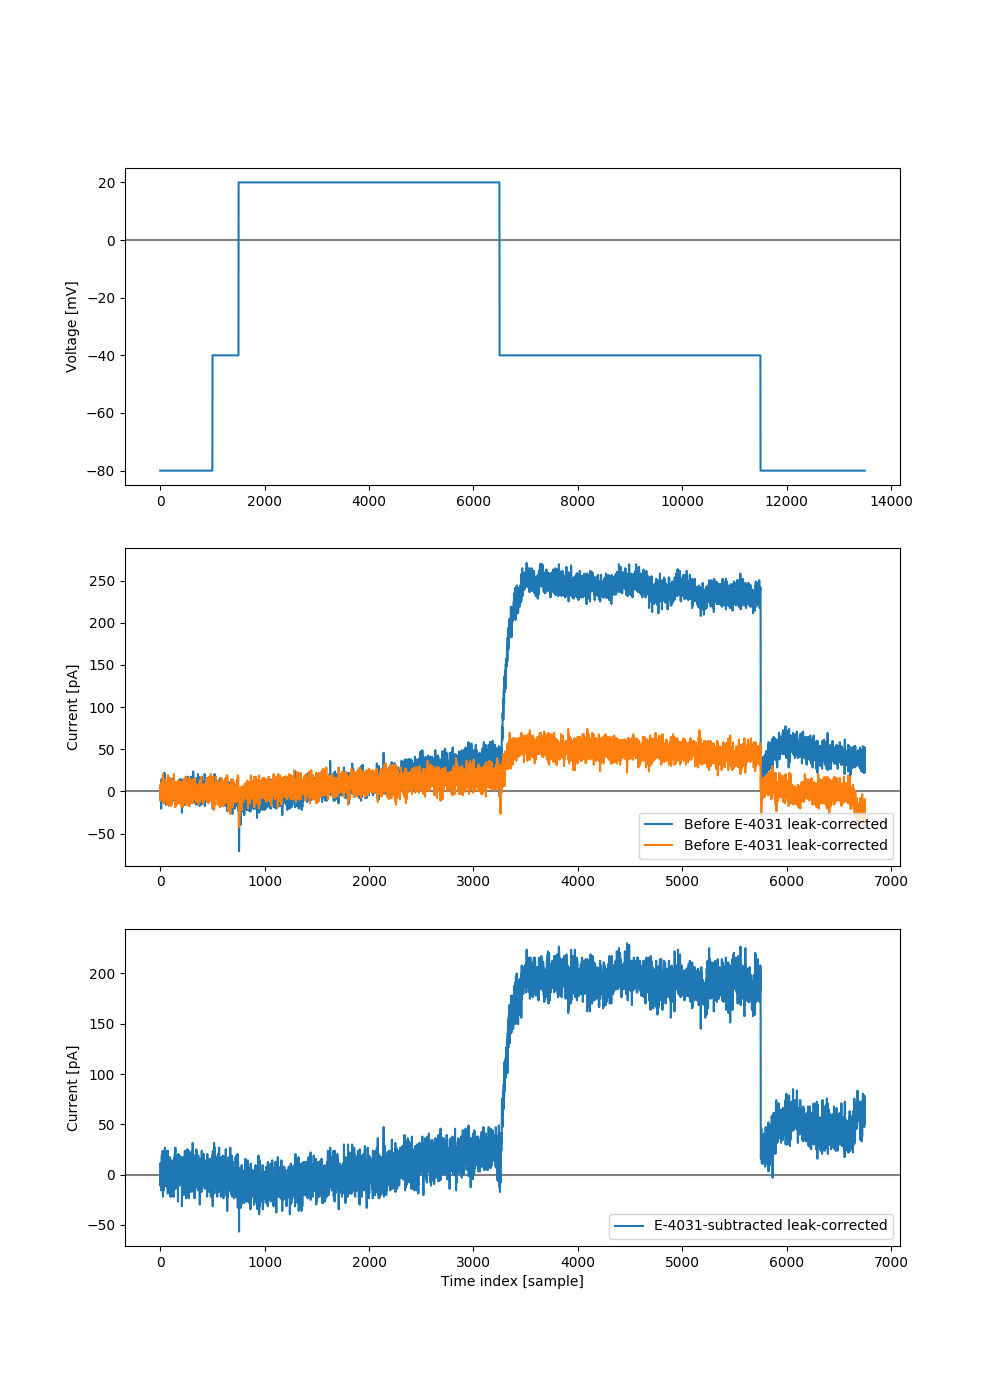 20
0
−20
−40
−60
−80
Voltage [mV]
0 2000 4000 6000 8000 10000 12000 14000
250
200
150
100
50
0
−50
Current [pA]
Before E-4031 leak-corrected
Before E-4031 leak-corrected
0 1000 2000 3000 4000 5000 6000 7000
200
150
100
50
0
−50
Current [pA]
E-4031-subtracted leak-corrected
0 1000 2000 3000 4000 5000 6000 7000
Time index [sample]